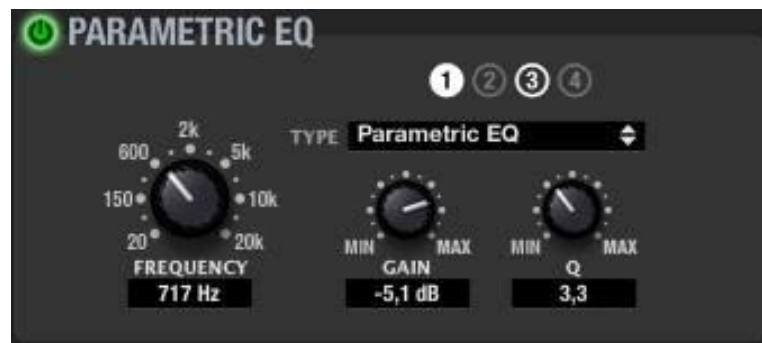 PARAMETRIC EQ
1 2 3 4
TYPE Parametric EQ
2k
600 5k
150 10k
20 20k
MIN MAX MIN MAX
FREQUENCY GAIN Q
717 Hz -5,1 dB 3,3